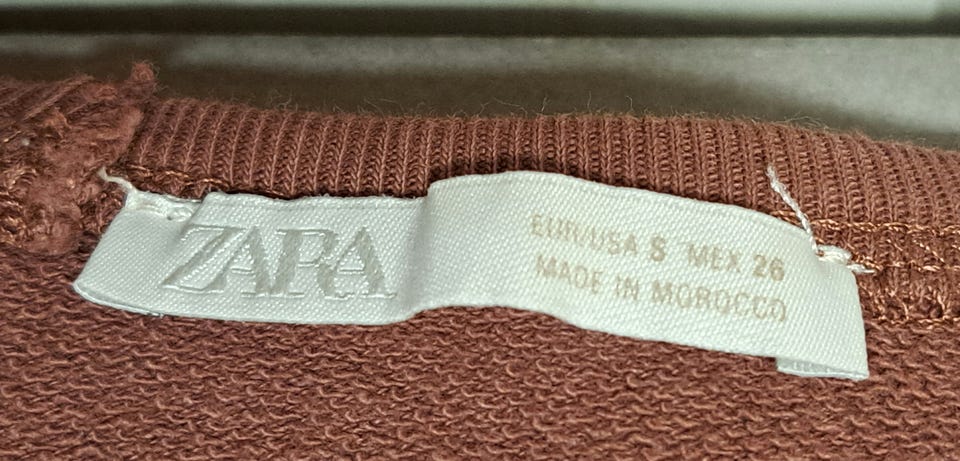 ZARA
EUR/USA S MEX 26
MADE IN MOROCCO